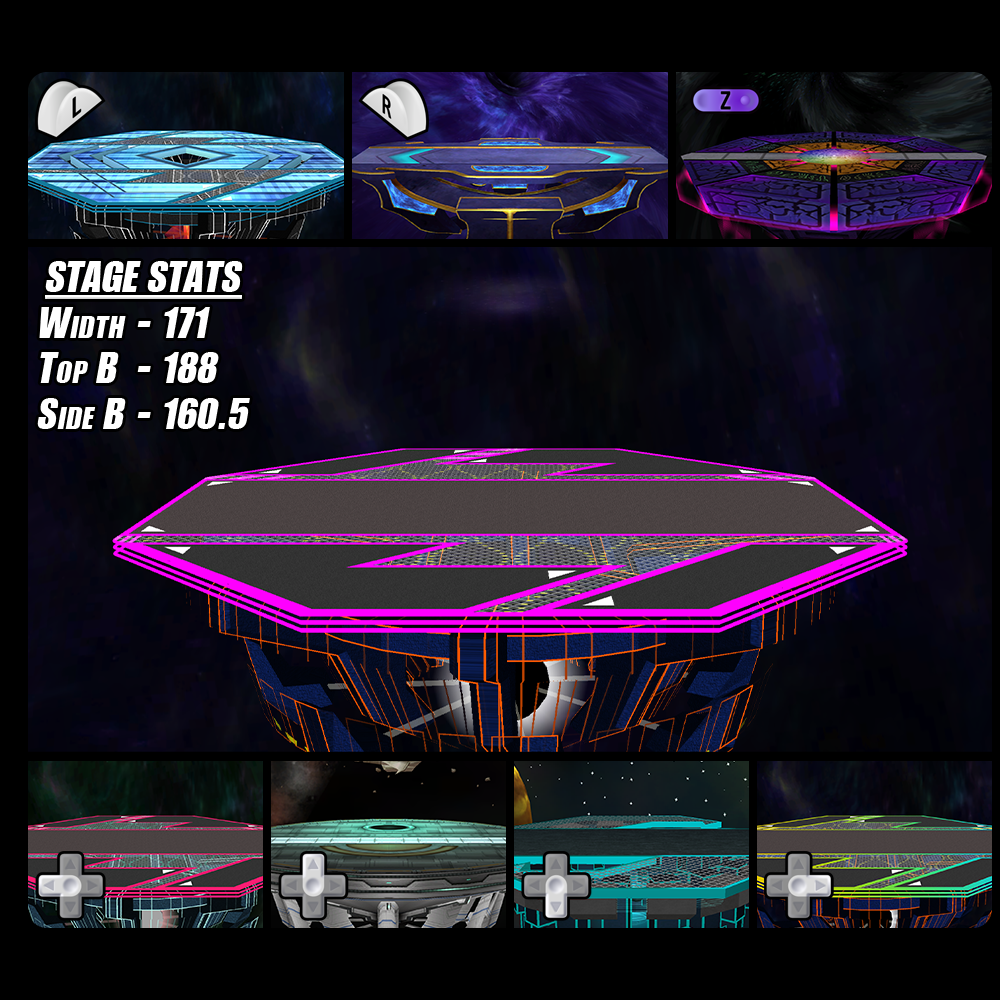 L
R
Z
STAGE STATS
WIDTH - 171
TOP B - 188
SIDE B - 160.5